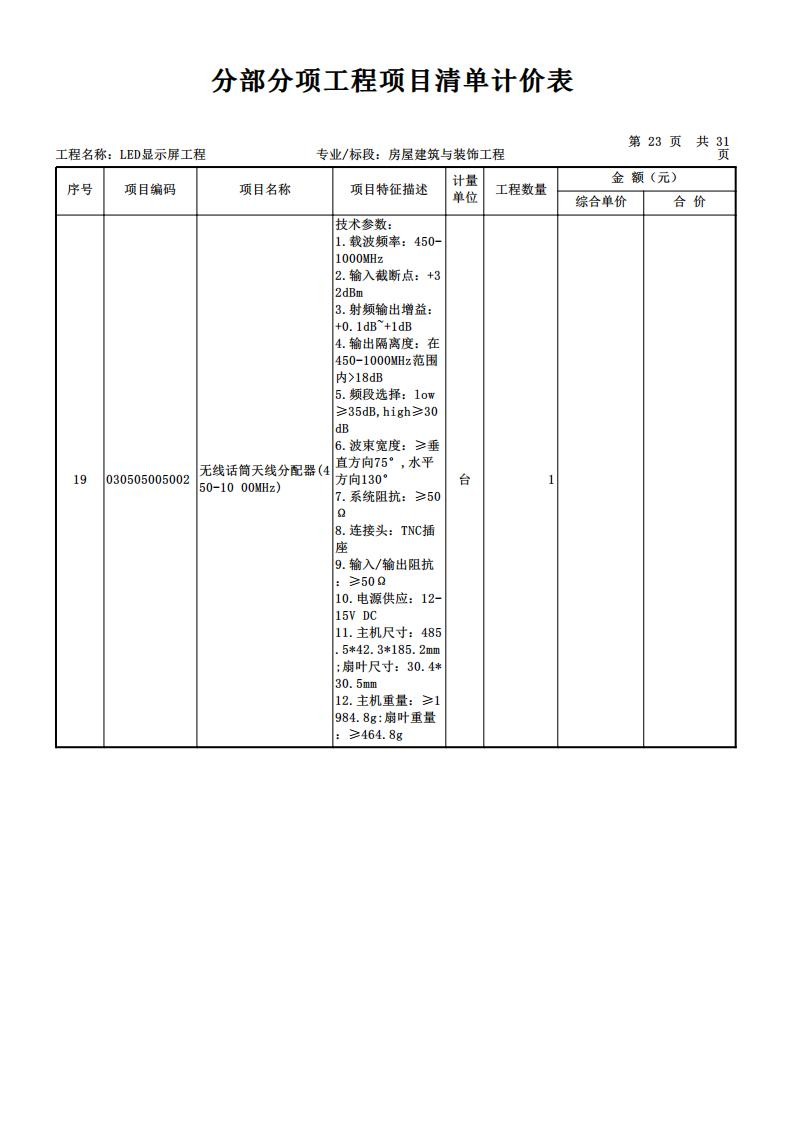 分部分项工程项目清单计价表
第 23 页 共 31
工程名称：LED显示屏工程 专业/标段：房屋建筑与装饰工程 页
序号 项目编码 项目名称 项目特征描述 计量 工程数量 金 额（元）
单位 综合单价 合 价
技术参数：
1.载波频率：450-
1000MHz
2.输入截断点：+3
2dBm
3.射频输出增益：
+0.1dB~+1dB
4.输出隔离度：在
450-1000MHz范围
内>18dB
5.频段选择：low
≥35dB,high≥30
dB
6.波束宽度：≥垂
直方向75°,水平
19 030505005002 无线话筒天线分配器(4
50-10 00MHz) 方向130° 台 1
7.系统阻抗：≥50
Ω
8.连接头：TNC插
座
9.输入/输出阻抗
：≥50Ω
10.电源供应：12-
15V DC
11.主机尺寸：485
.5*42.3*185.2mm
;扇叶尺寸：30.4*
30.5mm
12.主机重量：≥1
984.8g:扇叶重量
：≥464.8g